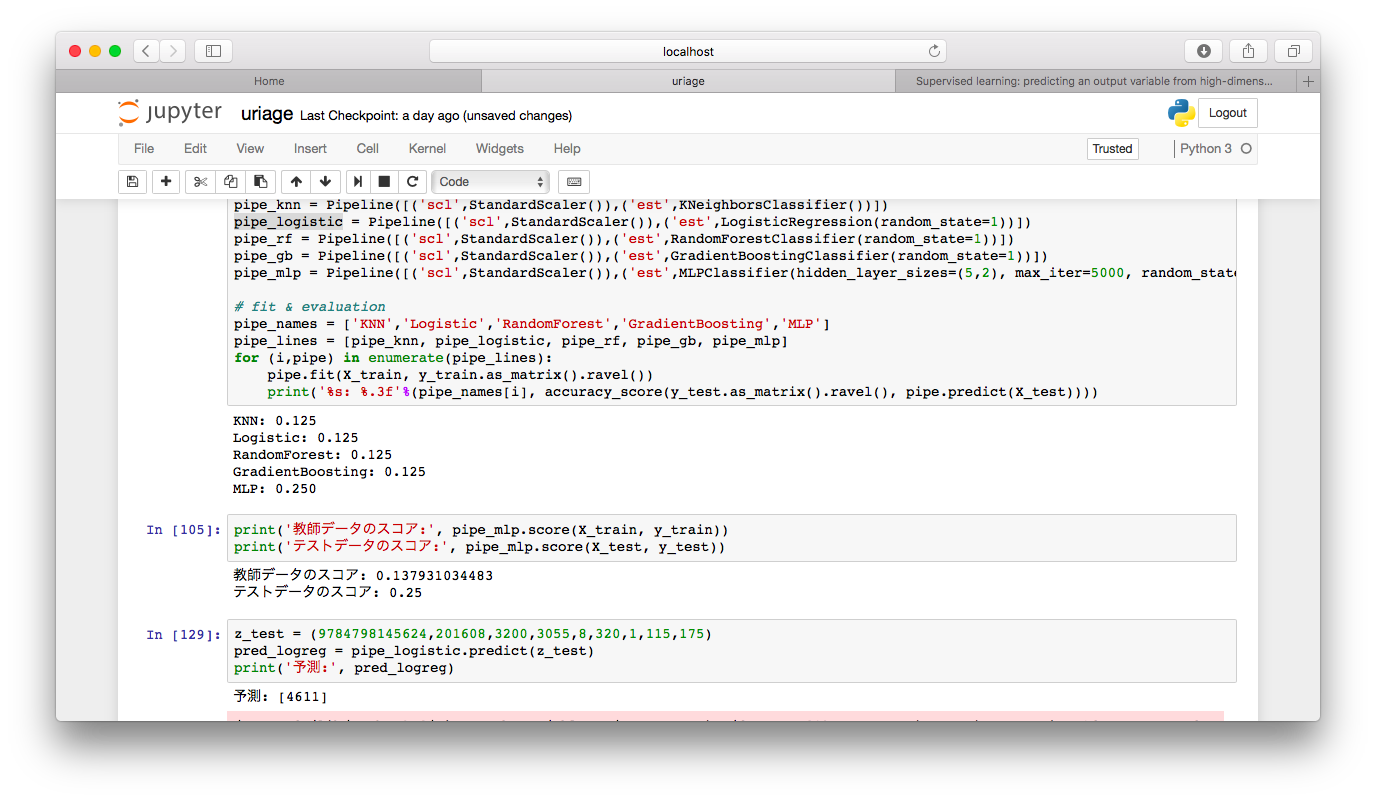 localhost
Home
uriage
Supervised learning: predicting an output variable from high-dimens...
jupyter uriage Last Checkpoint: a day ago (unsaved changes)
Logout
File Edit View Insert Cell Kernel Widgets Help
Trusted
Python 3
Code
pipe_knn = Pipeline([('scl',StandardScaler()),('est',KNeighborsClassifier())])
pipe_logistic = Pipeline([('scl',StandardScaler()),('est',LogisticRegression(random_state=1))])
pipe_rf = Pipeline([('scl',StandardScaler()),('est',RandomForestClassifier(random_state=1))])
pipe_gb = Pipeline([('scl',StandardScaler()),('est',GradientBoostingClassifier(random_state=1))])
pipe_mlp = Pipeline([('scl',StandardScaler()),('est',MLPClassifier(hidden_layer_sizes=(5,2), max_iter=5000, random_state
# fit & evaluation
pipe_names = ['KNN','Logistic','RandomForest','GradientBoosting','MLP']
pipe_lines = [pipe_knn, pipe_logistic, pipe_rf, pipe_gb, pipe_mlp]
for (i,pipe) in enumerate(pipe_lines):
    pipe.fit(X_train, y_train.as_matrix().ravel())
    print('%s: %.3f'%(pipe_names[i], accuracy_score(y_test.as_matrix().ravel(), pipe.predict(X_test))))
KNN: 0.125
Logistic: 0.125
RandomForest: 0.125
GradientBoosting: 0.125
MLP: 0.250
In [105]: print('教師データのスコア:', pipe_mlp.score(X_train, y_train))
print('テストデータのスコア:', pipe_mlp.score(X_test, y_test))
教師データのスコア: 0.137931034483
テストデータのスコア: 0.25
In [129]: z_test = (9784798145624,201608,3200,3055,8,320,1,115,175)
pred_logreg = pipe_logistic.predict(z_test)
print('予測:', pred_logreg)
予測: [4611]